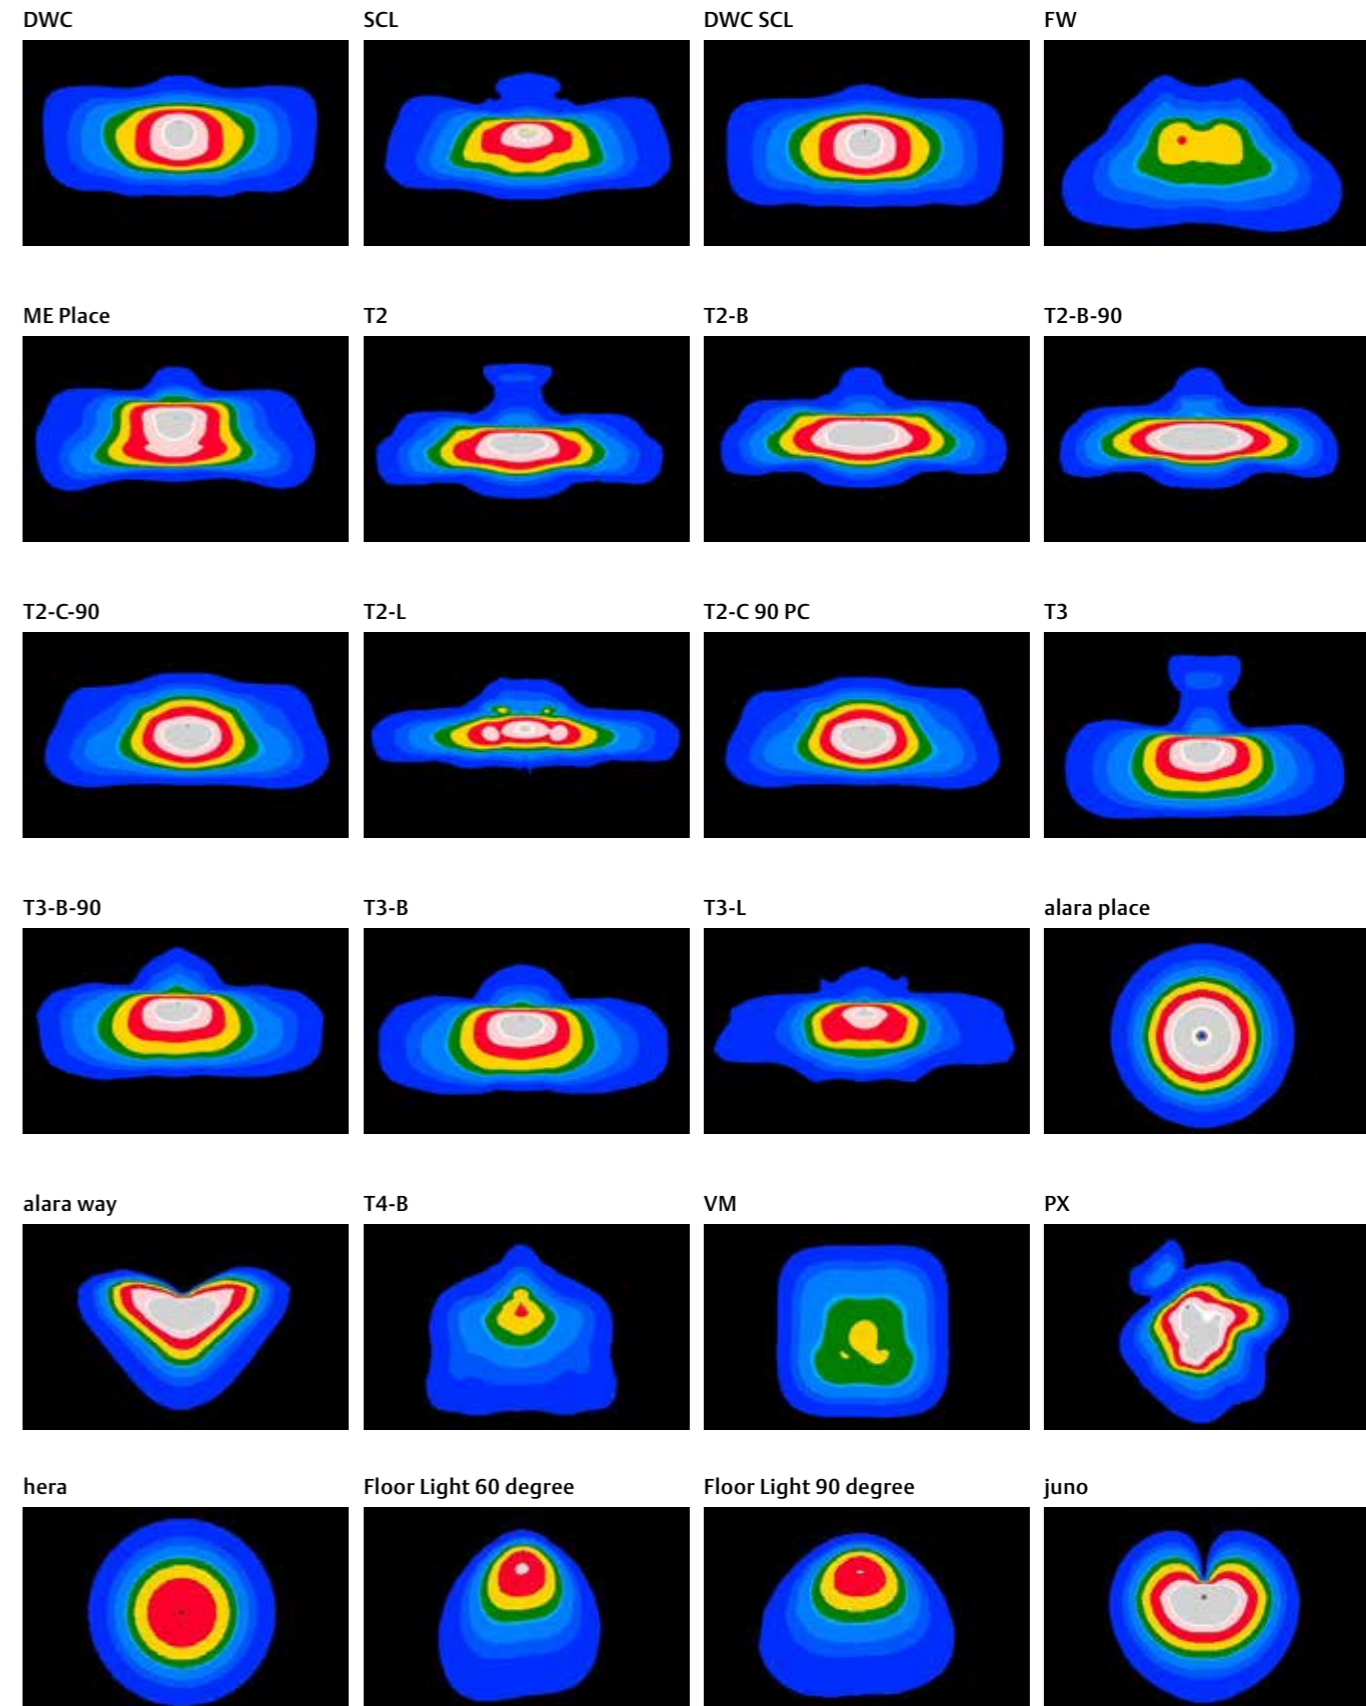 DWC SCL DWC SCL FW
ME Place T2 T2-B T2-B-90
T2-C-90 T2-L T2-C 90 PC T3
T3-B-90 T3-B T3-L alara place
alara way T4-B VM PX
hera Floor Light 60 degree Floor Light 90 degree juno